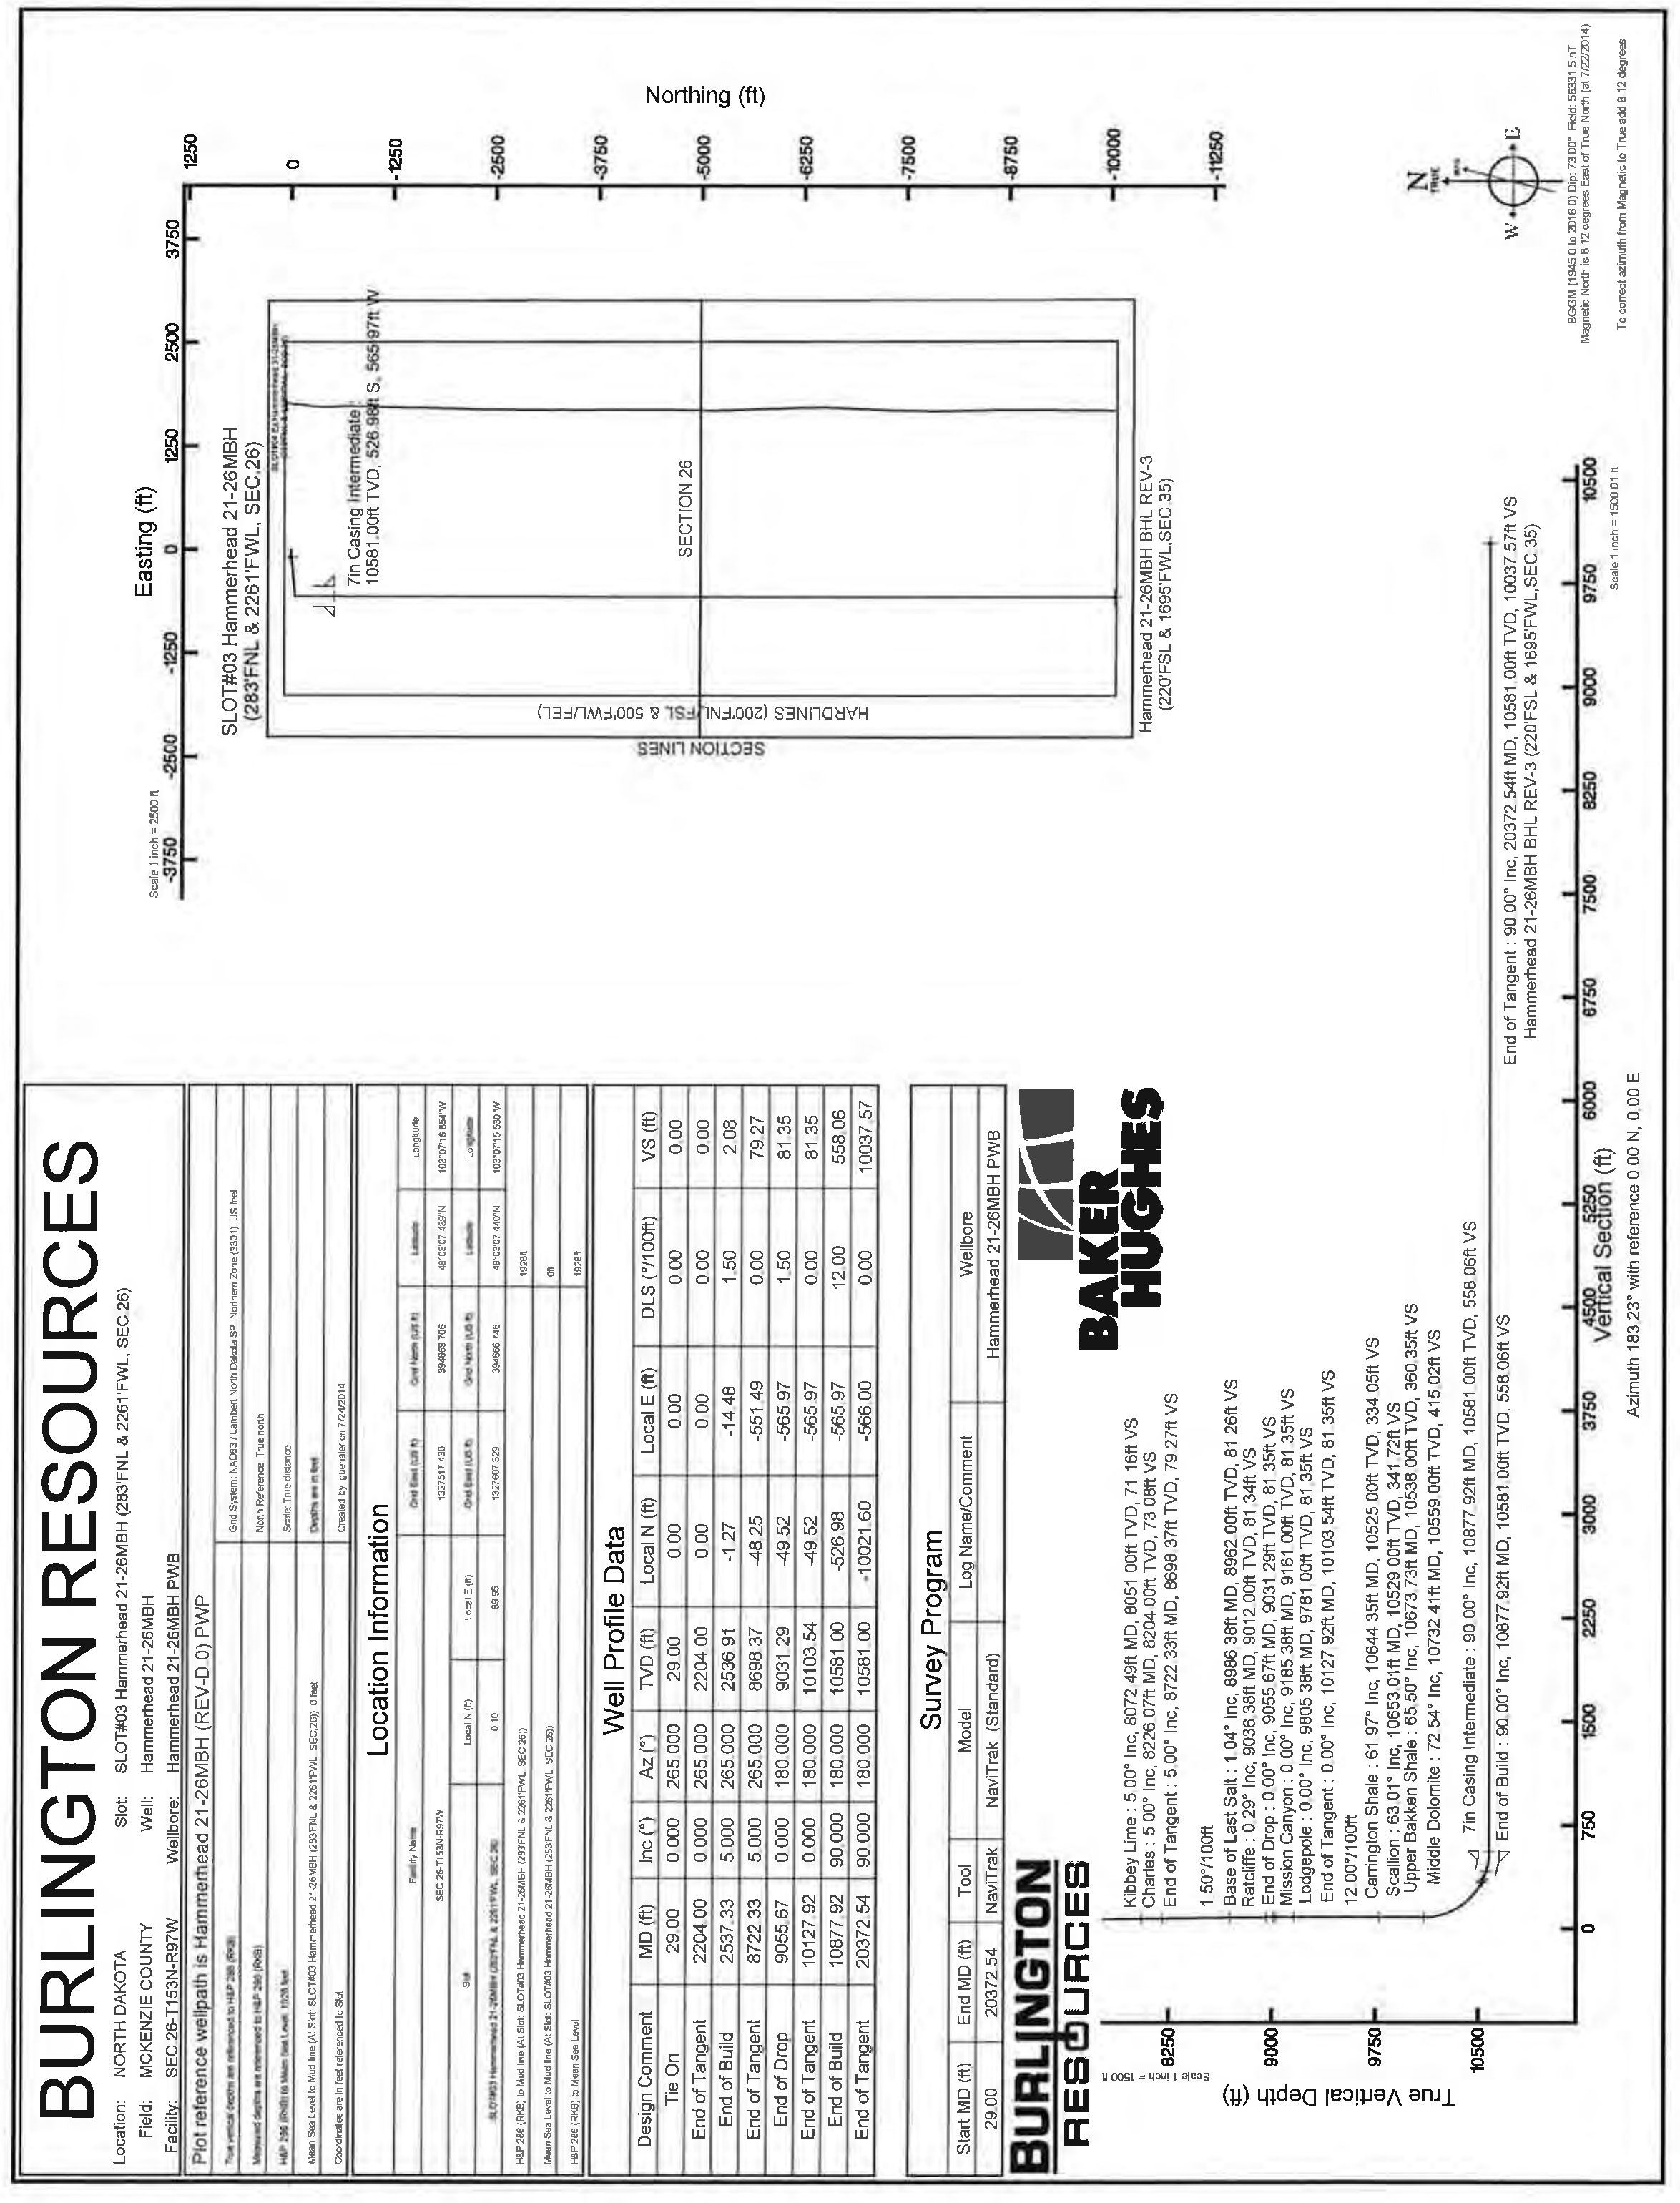 BURLINGTON RESOURCES
Location: NORTH DAKOTA Slot: SLOT#03 Hammerhead 21-26MBH (283'FNL & 2261'FWL, SEC.26)
Field: MCKENZIE COUNTY Well: Hammerhead 21-26MBH
Facility: SEC.26-T153N-R97W Wellbore: Hammerhead 21-26MBH PWB
Plot reference wellpath is Hammerhead 21-26MBH (REV-D.0) PWP
True vertical depths are referenced to H&P 286 (RKB) Grid System: NAD83 / Lambert North Dakota SP, Northern Zone (3301), US feet
Measured depths are referenced to H&P 286 (RKB) North Reference: True north
H&P 286 (RKB) to Mean Sea Level: 1928 feet Scale: True distance
Mean Sea Level to Mud line (At Slot: SLOT#03 Hammerhead 21-26MBH (283'FNL & 2261'FWL, SEC.26)): 0 feet Depths are in feet
Coordinates are in feet referenced to Slot Created by: guenaler on 7/24/2014
Location Information
Facility Name Grid East (US ft) Grid North (US ft) Latitude Longitude
SEC.26-T153N-R97W 1327517.430 394669.706 48°03'07.439"N 103°07'16.854"W
Slot Local N (ft) Local E (ft) Grid East (US ft) Grid North (US ft) Latitude Longitude
SLOT#03 Hammerhead 21-26MBH (283'FNL & 2261'FWL, SEC.26) 0.10 89.95 1327607.329 394666.746 48°03'07.440"N 103°07'15.530"W
H&P 286 (RKB) to Mud line (At Slot: SLOT#03 Hammerhead 21-26MBH (283'FNL & 2261'FWL, SEC.26)) 1928ft
Mean Sea Level to Mud line (At Slot: SLOT#03 Hammerhead 21-26MBH (283'FNL & 2261'FWL, SEC.26)) 0ft
H&P 286 (RKB) to Mean Sea Level 1928ft
Well Profile Data
Design Comment MD (ft) Inc (°) Az (°) TVD (ft) Local N (ft) Local E (ft) DLS (°/100ft) VS (ft)
Tie On 29.00 0.000 265.000 29.00 0.00 0.00 0.00 0.00
End of Tangent 2204.00 0.000 265.000 2204.00 0.00 0.00 0.00 0.00
End of Build 2537.33 5.000 265.000 2536.91 -1.27 -14.48 1.50 2.08
End of Tangent 8722.33 5.000 265.000 8698.37 -48.25 -551.49 0.00 79.27
End of Drop 9055.67 0.000 180.000 9031.29 -49.52 -565.97 1.50 81.35
End of Tangent 10127.92 0.000 180.000 10103.54 -49.52 -565.97 0.00 81.35
End of Build 10877.92 90.000 180.000 10581.00 -526.98 -565.97 12.00 558.06
End of Tangent 20372.54 90.000 180.000 10581.00 -10021.60 -566.00 0.00 10037.57
Survey Program
Start MD (ft) End MD (ft) Tool Model Log Name/Comment Wellbore
29.00 20372.54 NaviTrak NaviTrak (Standard) Hammerhead 21-26MBH PWB
BURLINGTON
RESOURCES
BAKER
HUGHES
Scale 1 inch = 1500 ft
True Vertical Depth (ft)
8250
9000
9750
10500
Kibbey Lime : 5.00° Inc, 8072.49ft MD, 8051.00ft TVD, 71.16ft VS
Charles : 5.00° Inc, 8226.07ft MD, 8204.00ft TVD, 73.08ft VS
End of Tangent : 5.00° Inc, 8722.33ft MD, 8698.37ft TVD, 79.27ft VS
1.50°/100ft
Base of Last Salt : 1.04° Inc, 8986.38ft MD, 8962.00ft TVD, 81.26ft VS
Ratcliffe : 0.29° Inc, 9036.38ft MD, 9012.00ft TVD, 81.34ft VS
End of Drop : 0.00° Inc, 9055.67ft MD, 9031.29ft TVD, 81.35ft VS
Mission Canyon : 0.00° Inc, 9185.38ft MD, 9161.00ft TVD, 81.35ft VS
Lodgepole : 0.00° Inc, 9805.38ft MD, 9781.00ft TVD, 81.35ft VS
End of Tangent : 0.00° Inc, 10127.92ft MD, 10103.54ft TVD, 81.35ft VS
12.00°/100ft
Carrington Shale : 61.97° Inc, 10644.35ft MD, 10525.00ft TVD, 334.05ft VS
Scallion : 63.01° Inc, 10653.01ft MD, 10529.00ft TVD, 341.72ft VS
Upper Bakken Shale : 65.50° Inc, 10673.73ft MD, 10538.00ft TVD, 360.35ft VS
Middle Dolomite : 72.54° Inc, 10732.41ft MD, 10559.00ft TVD, 415.02ft VS
7in Casing Intermediate : 90.00° Inc, 10877.92ft MD, 10581.00ft TVD, 558.06ft VS
End of Build : 90.00° Inc, 10877.92ft MD, 10581.00ft TVD, 558.06ft VS
End of Tangent : 90.00° Inc, 20372.54ft MD, 10581.00ft TVD, 10037.57ft VS
Hammerhead 21-26MBH BHL REV-3 (220'FSL & 1695'FWL,SEC.35)
0 750 1500 2250 3000 3750 4500 5250 6000 6750 7500 8250 9000 9750 10500
Vertical Section (ft)
Scale 1 inch = 1500.01 ft
Azimuth 183.23° with reference 0.00 N, 0.00 E
Scale 1 inch = 2500 ft
Easting (ft)
-3750 -2500 -1250 0 1250 2500 3750
SLOT#03 Hammerhead 21-26MBH
(283'FNL & 2261'FWL, SEC.26)
7in Casing Intermediate :
10581.00ft TVD, 526.98ft S, 565.97ft W
SECTION 26
HARDLINES (200'FNL/FSL & 500'FWL/FEL)
SECTION LINES
Hammerhead 21-26MBH BHL REV-3
(220'FSL & 1695'FWL,SEC.35)
1250
0
-1250
-2500
-3750
-5000
-6250
-7500
-8750
-10000
-11250
Northing (ft)
N
TRUE
W E
BGGM (1945.0 to 2016.0) Dip: 73.00° Field: 56331.5 nT
Magnetic North is 8.12 degrees East of True North (at 7/22/2014)
To correct azimuth from Magnetic to True add 8.12 degrees